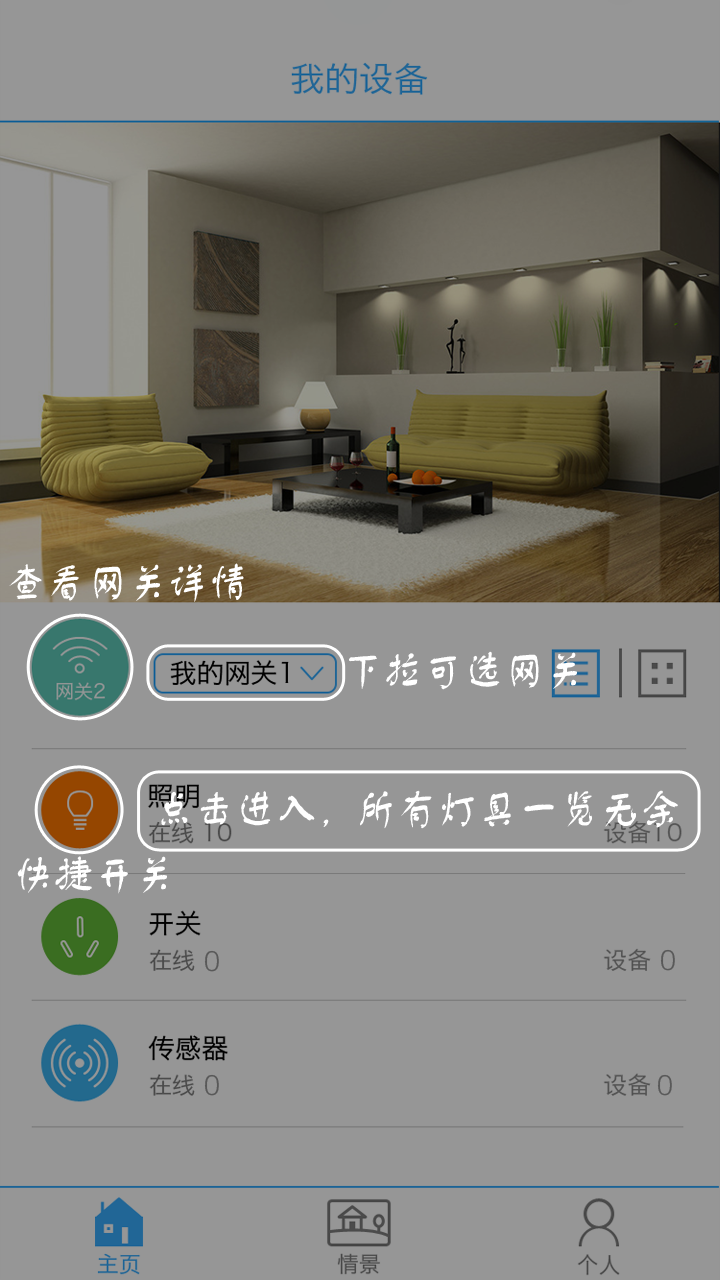 我的设备
查看网关详情
网关2
我的网关1
下拉可选网关
照明
点击进入，所有灯具一览无余
在线 10
设备10
快捷开关
开关
在线 0
设备 0
传感器
在线 0
设备 0
主页
情景
个人